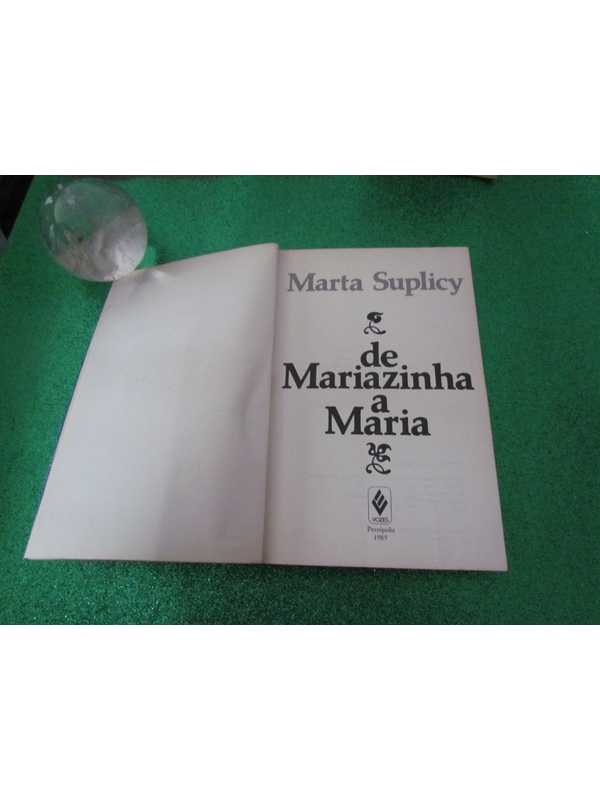 Marta Suplicy
de
Mariazinha
a
Maria
VOZES
Petrópolis
1985